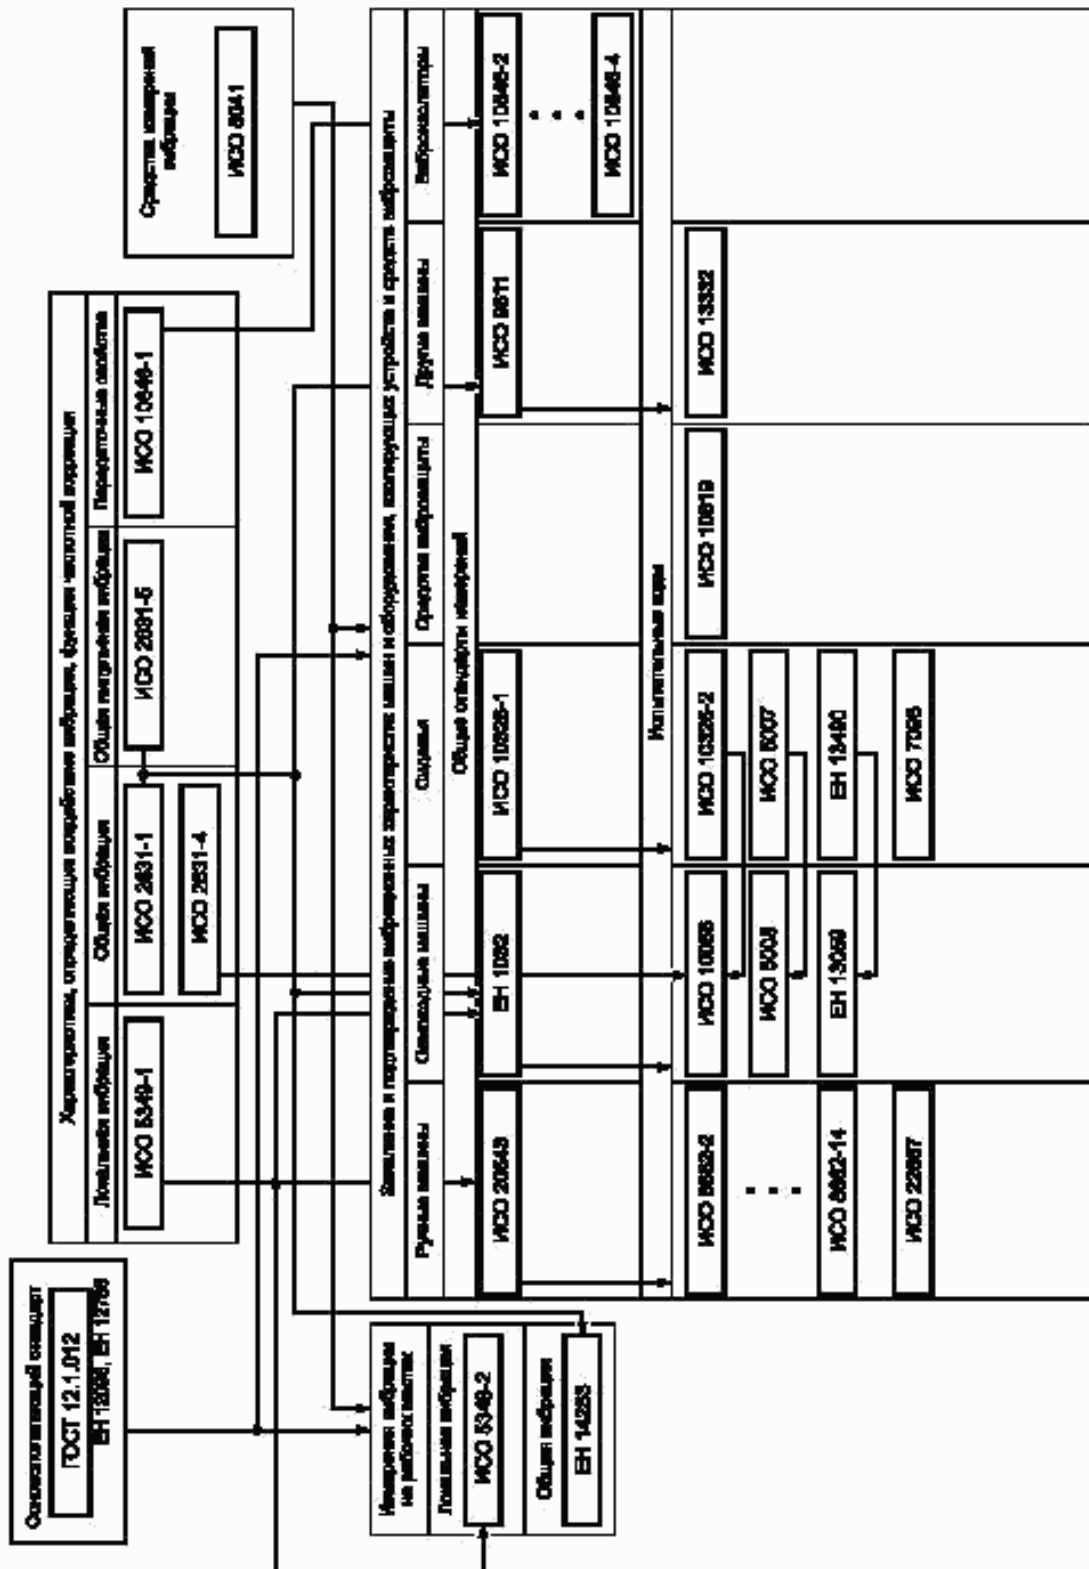 Основополагающий стандарт
ГОСТ 12.1.012
ЕН 12096, ЕН 12786
Характеристики, определяющие воздействие вибрации, функции частотной коррекции
Локальная вибрация
Общая вибрация
Общая импульсная вибрация
Передаточные свойства
ИСО 5349-1
ИСО 2631-1
ИСО 2631-5
ИСО 10846-1
ИСО 2631-4
Средства измерений
вибрации
ИСО 8041
Измерения вибрации
на рабочих местах
Локальная вибрация
ИСО 5349-2
Общая вибрация
ЕН 14253
Заявление и подтверждение вибрационных характеристик машин и оборудования, изолирующих устройств и средств виброзащиты
Ручные машины
Самоходные машины
Сиденья
Средства виброзащиты
Другие машины
Виброизоляторы
Общие стандарты измерений
ИСО 20643
ЕН 1032
ИСО 10326-1
ИСО 9611
ИСО 10846-2
ИСО 10846-4
Испытательные коды
ИСО 8662-2
ИСО 10056
ИСО 10326-2
ИСО 10819
ИСО 13332
ИСО 5008
ИСО 5007
ИСО 8662-14
ЕН 13059
ЕН 13490
ИСО 22867
ИСО 7096